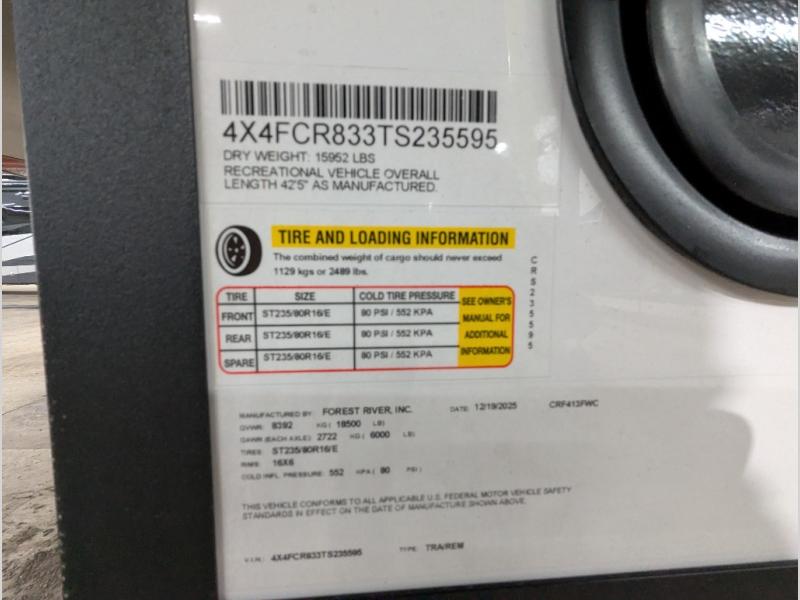 4X4FCR833TS235595
DRY WEIGHT: 15952 LBS
RECREATIONAL VEHICLE OVERALL
LENGTH 42'5" AS MANUFACTURED.
TIRE AND LOADING INFORMATION
The combined weight of cargo should never exceed
1129 kgs or 2489 lbs.
TIRE SIZE COLD TIRE PRESSURE SEE OWNER'S
FRONT ST235/80R16/E 80 PSI / 552 KPA MANUAL FOR
REAR ST235/80R16/E 80 PSI / 552 KPA ADDITIONAL
SPARE ST235/80R16/E 80 PSI / 552 KPA INFORMATION
CRS235595
MANUFACTURED BY: FOREST RIVER, INC. DATE: 12/19/2025 CRF413FWC
GVWR: 8392 KG ( 18500 LB)
GAWR (EACH AXLE) 2722 KG ( 6000 LB)
TIRES: ST235/80R16/E
RIMS: 16X6
COLD INFL. PRESSURE: 552 KPA ( 80 PSI )
THIS VEHICLE CONFORMS TO ALL APPLICABLE U.S. FEDERAL MOTOR VEHICLE SAFETY
STANDARDS IN EFFECT ON THE DATE OF MANUFACTURE SHOWN ABOVE.
V.I.N.: 4X4FCR833TS235595 TYPE: TRA/REM